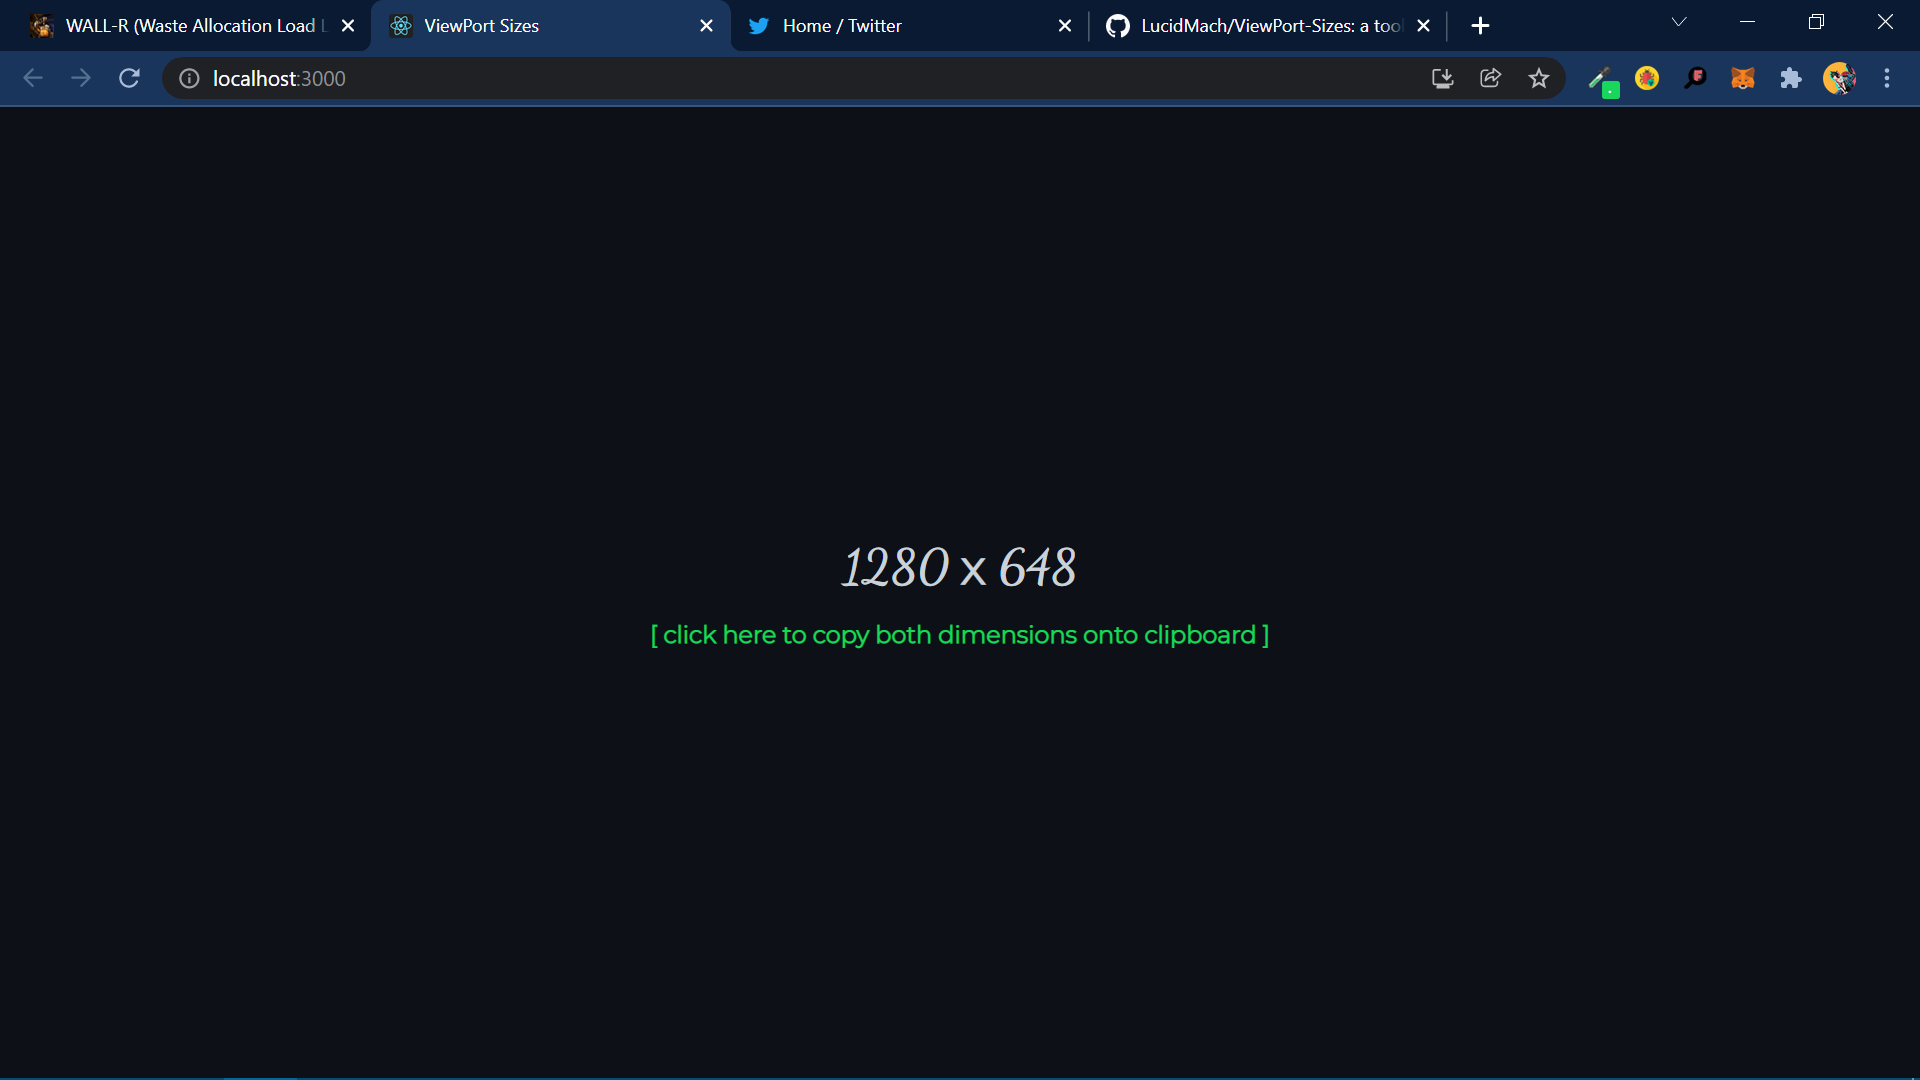 WALL-R (Waste Allocation Load
ViewPort Sizes
Home / Twitter
LucidMach/ViewPort-Sizes: a too
localhost:3000
1280 x 648
[ click here to copy both dimensions onto clipboard ]